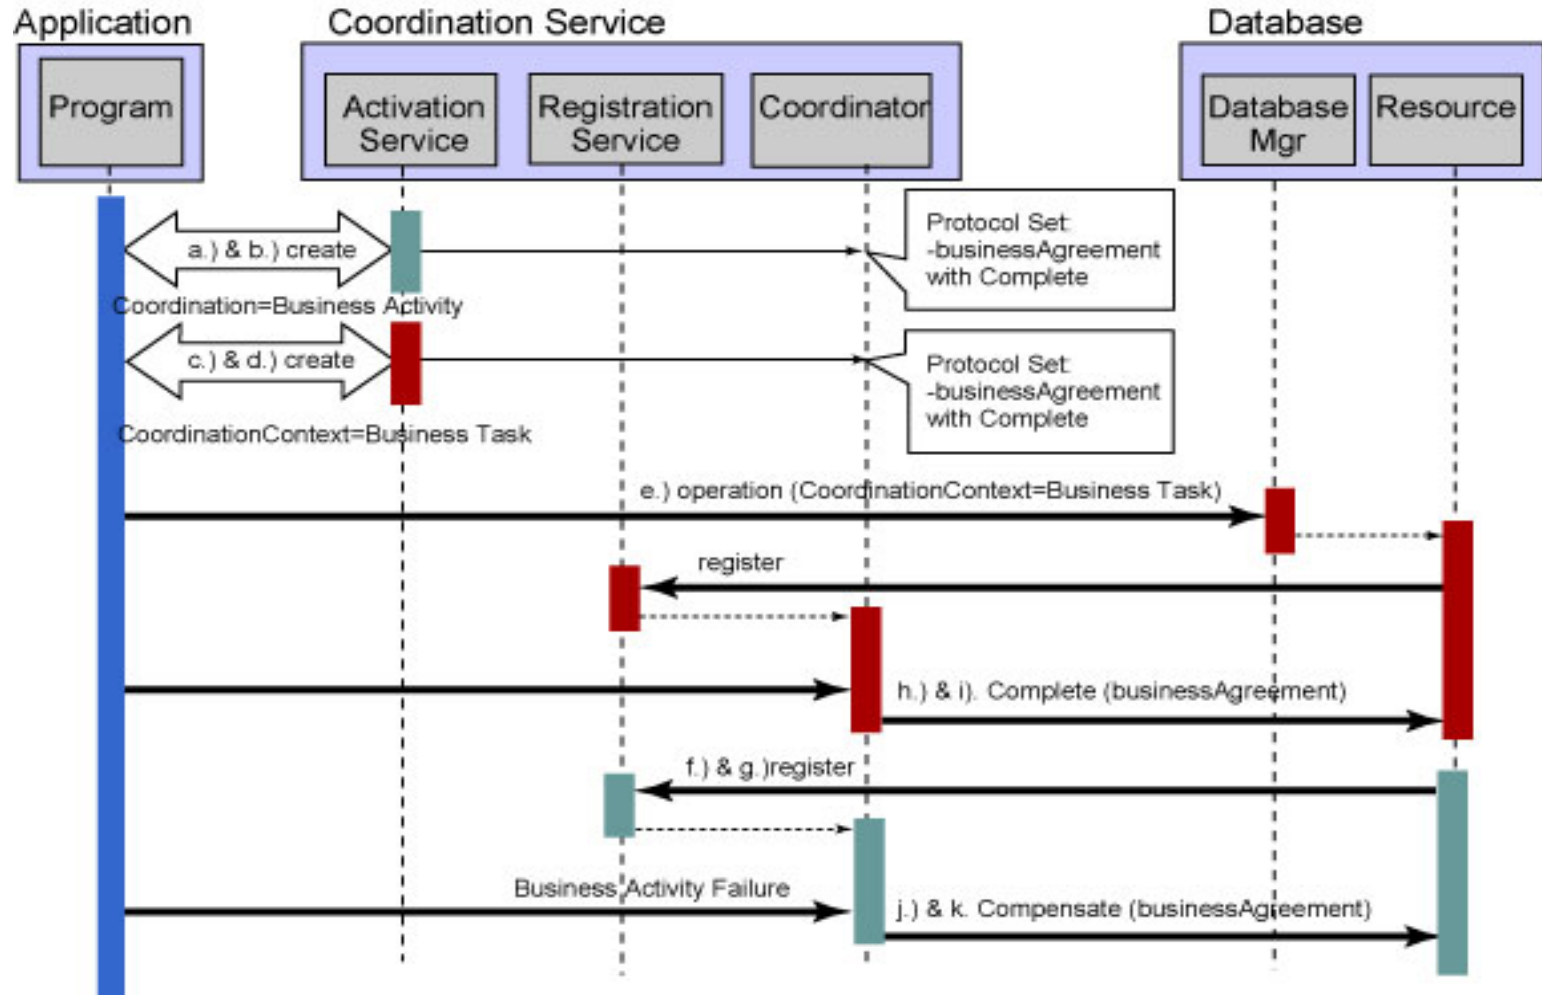 Application
Coordination Service
Database
Program
Activation
Service
Registration
Service
Coordinator
Database
Mgr
Resource
a.) & b.) create
Protocol Set:
-businessAgreement
with Complete
Coordination=Business Activity
c.) & d.) create
Protocol Set:
-businessAgreement
with Complete
CoordinationContext=Business Task
e.) operation (CoordinationContext=Business Task)
register
h.) & i). Complete (businessAgreement)
f.) & g.)register
Business Activity Failure
j.) & k. Compensate (businessAgreement)